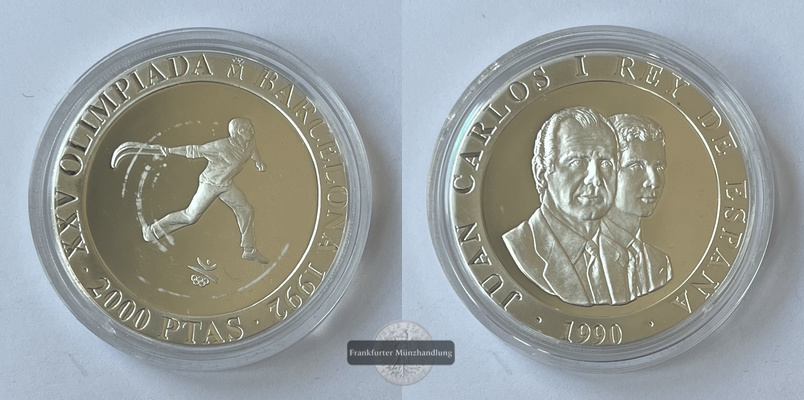 XXV OLIMPIADA M BARCELONA 1992
· 2000 PTAS ·
JUAN CARLOS I REY DE ESPAÑA
· 1990 ·
Frankfurter Münzhandlung